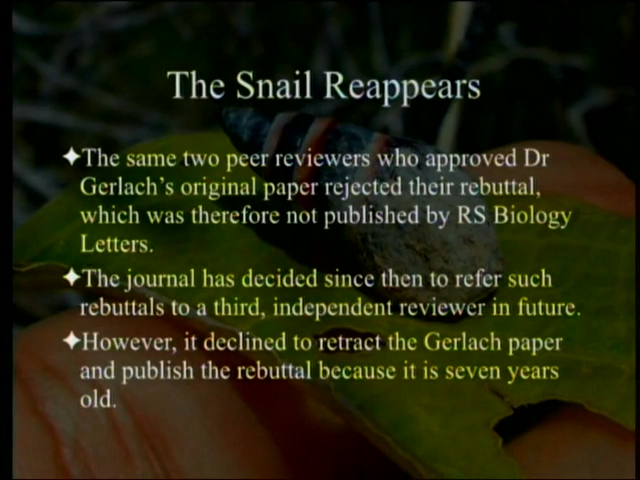 The Snail Reappears
✦The same two peer reviewers who approved Dr
Gerlach's original paper rejected their rebuttal,
which was therefore not published by RS Biology
Letters.
✦The journal has decided since then to refer such
rebuttals to a third, independent reviewer in future.
✦However, it declined to retract the Gerlach paper
and publish the rebuttal because it is seven years
old.